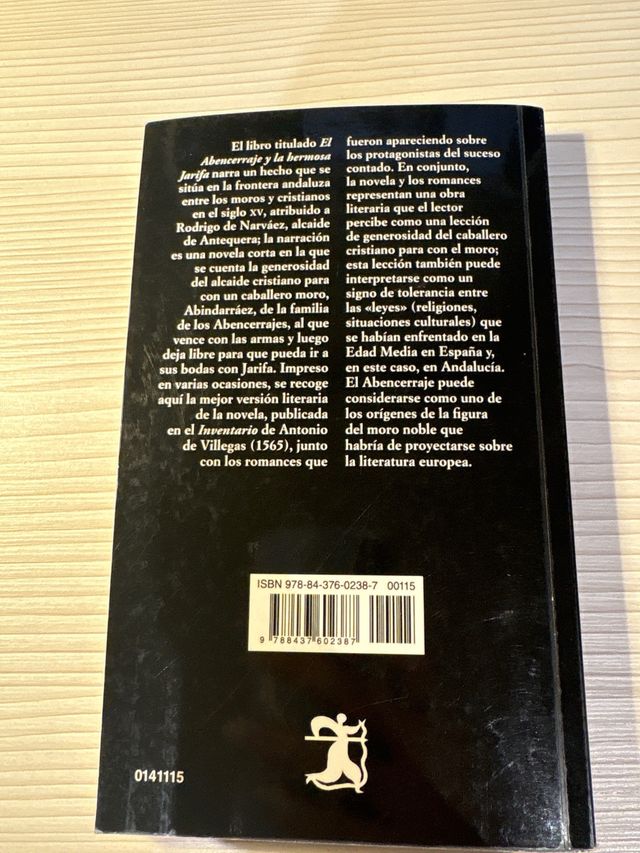 El libro titulado El
Abencerraje y la hermosa
Jarifa narra un hecho que se
sitúa en la frontera andaluza
entre los moros y cristianos
en el siglo XV, atribuido a
Rodrigo de Narváez, alcaide
de Antequera; la narración
es una novela corta en la que
se cuenta la generosidad
del alcaide cristiano para
con un caballero moro,
Abindarráez, de la familia
de los Abencerrajes, al que
vence con las armas y luego
deja libre para que pueda ir a
sus bodas con Jarifa. Impreso
en varias ocasiones, se recoge
aquí la mejor versión literaria
de la novela, publicada
en el Inventario de Antonio
de Villegas (1565), junto
con los romances que
fueron apareciendo sobre
los protagonistas del suceso
contado. En conjunto,
la novela y los romances
representan una obra
literaria que el lector
percibe como una lección
de generosidad del caballero
cristiano para con el moro;
esta lección también puede
interpretarse como un
signo de tolerancia entre
las «leyes» (religiones,
situaciones culturales) que
se habían enfrentado en la
Edad Media en España y,
en este caso, en Andalucía.
El Abencerraje puede
considerarse como uno de
los orígenes de la figura
del moro noble que
habría de proyectarse sobre
la literatura europea.
ISBN 978-84-376-0238-7 00115
9 788437 602387
0141115